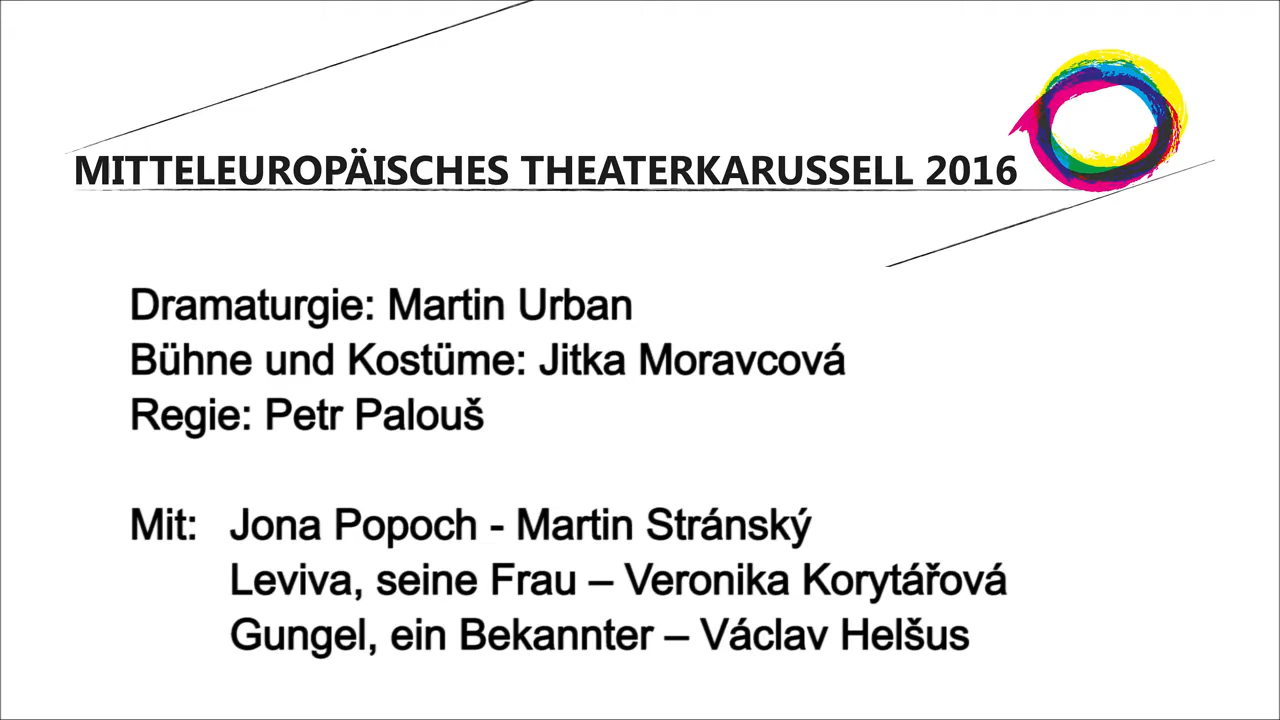 MITTELEUROPÄISCHES THEATERKARUSSELL 2016
Dramaturgie: Martin Urban
Bühne und Kostüme: Jitka Moravcová
Regie: Petr Palouš
Mit: Jona Popoch - Martin Stránský
Leviva, seine Frau – Veronika Korytářová
Gungel, ein Bekannter – Václav Helšus